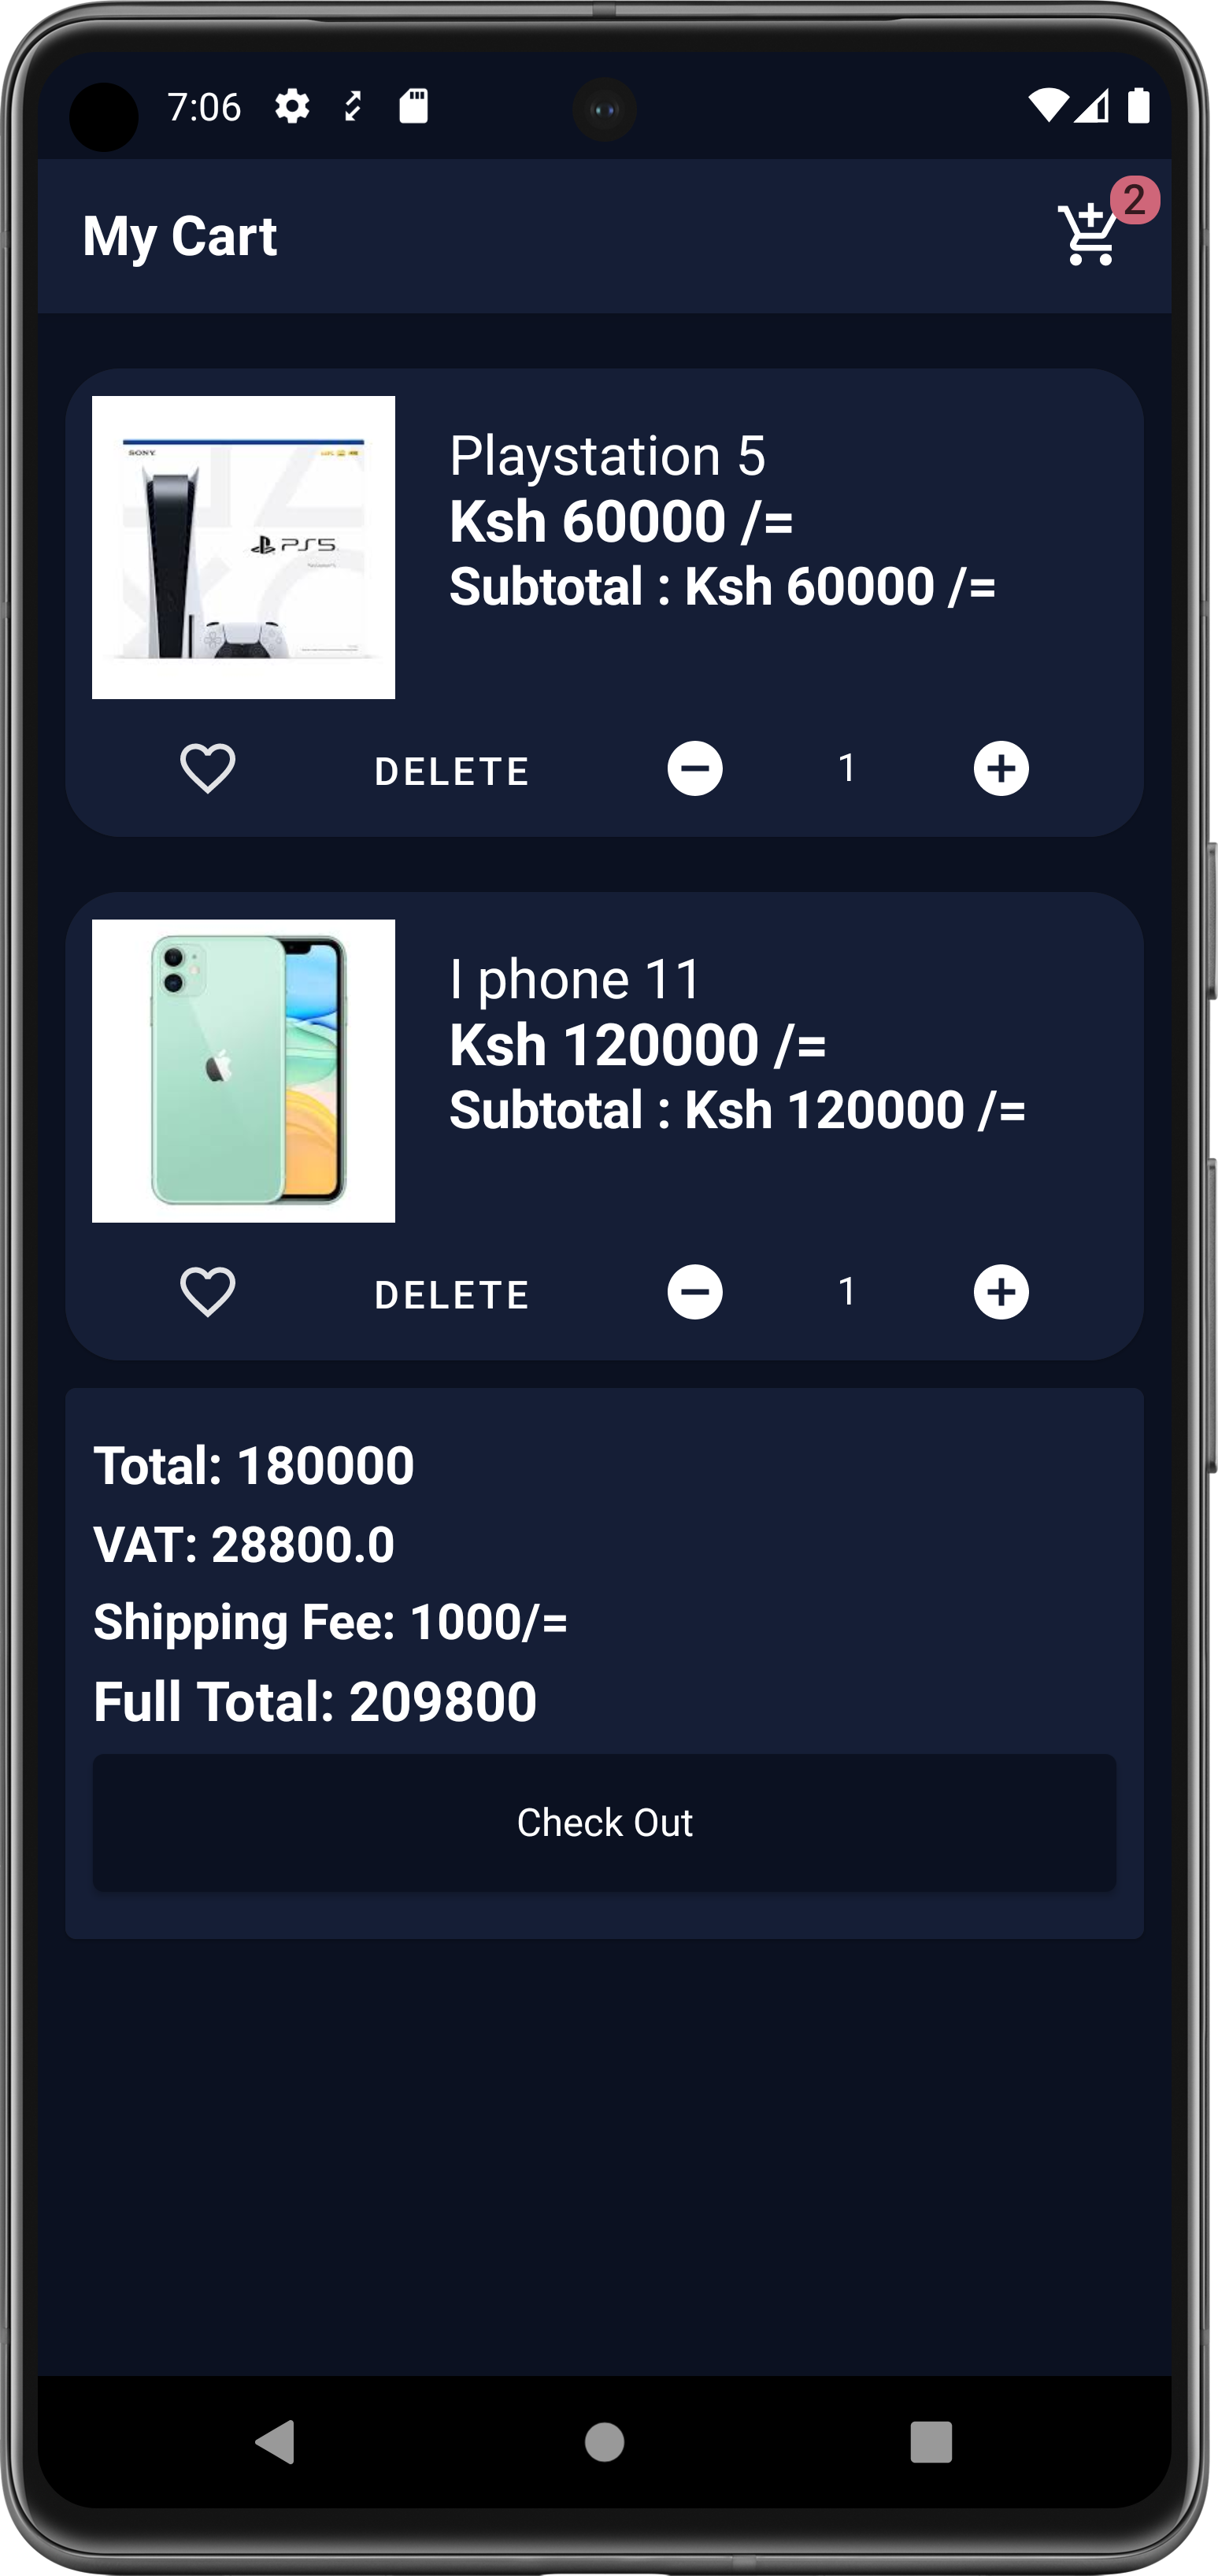 7:06
My Cart
2
SONY
PS5
Playstation 5
Ksh 60000 /=
Subtotal : Ksh 60000 /=
DELETE
1
I phone 11
Ksh 120000 /=
Subtotal : Ksh 120000 /=
DELETE
1
Total: 180000
VAT: 28800.0
Shipping Fee: 1000/=
Full Total: 209800
Check Out